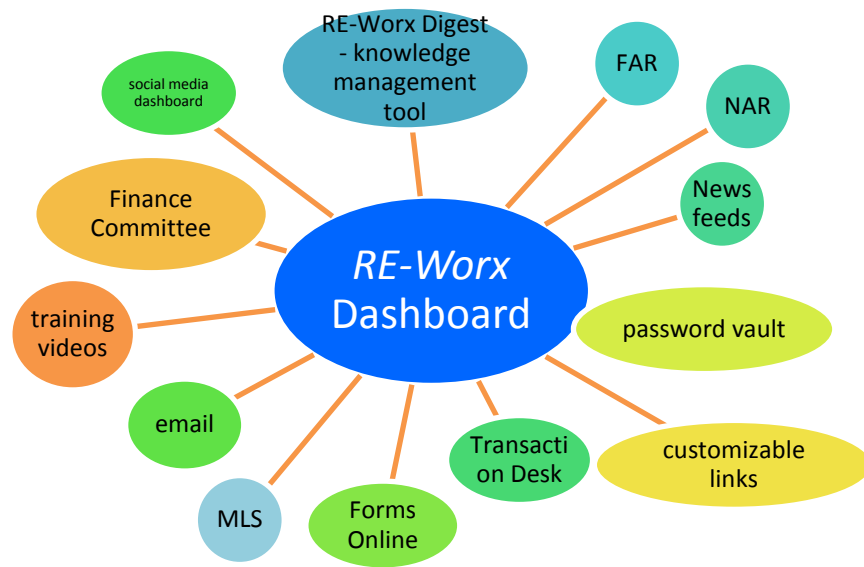 RE-Worx Digest
- knowledge
management
tool
FAR
NAR
News
feeds
password vault
customizable
links
Transacti
on Desk
Forms
Online
MLS
email
training
videos
Finance
Committee
social media
dashboard
RE-Worx
Dashboard